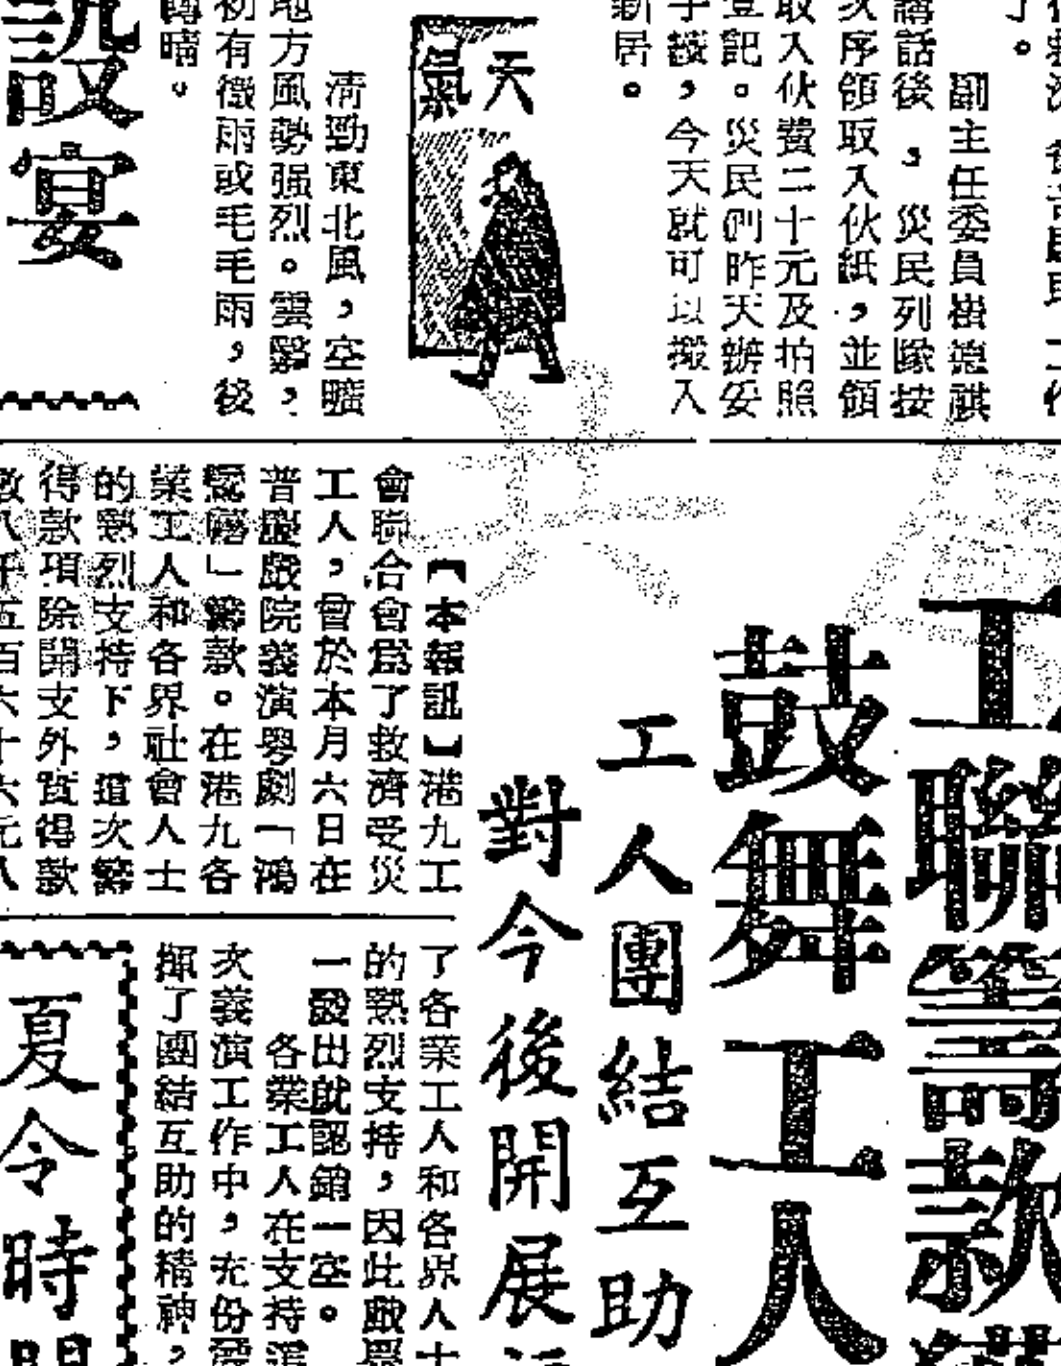 了。
副主任委員
講話後，災民列隊按
次序領取入伙紙，並領
取入伙費二十元及拍照
登記。災民們昨天辦妥
手續，今天就可以搬入
新居。
天氣
清勁東北風，空曠
地方風勢强烈。雲霧，
初有微雨或毛毛雨，後
轉晴。
設宴
工聯籌款
鼓舞工人
工人團結互助
對今後開展
【本報訊】港九工
會聯合會爲了救濟受災
工人，曾於本月六日在
普慶戲院義演粵劇「鴻
鸞禧」籌款。在港九各
業工人和各界社會人士
的熱烈支持下，這次籌
得款項除開支外實得款
八千五百六十六元八
了各業工人和各界人士
的熱烈支持，因此戲票
一發出就認銷一空。
各業工人在支持這
次義演工作中，充份發
揮了團結互助的精神，
夏令時間